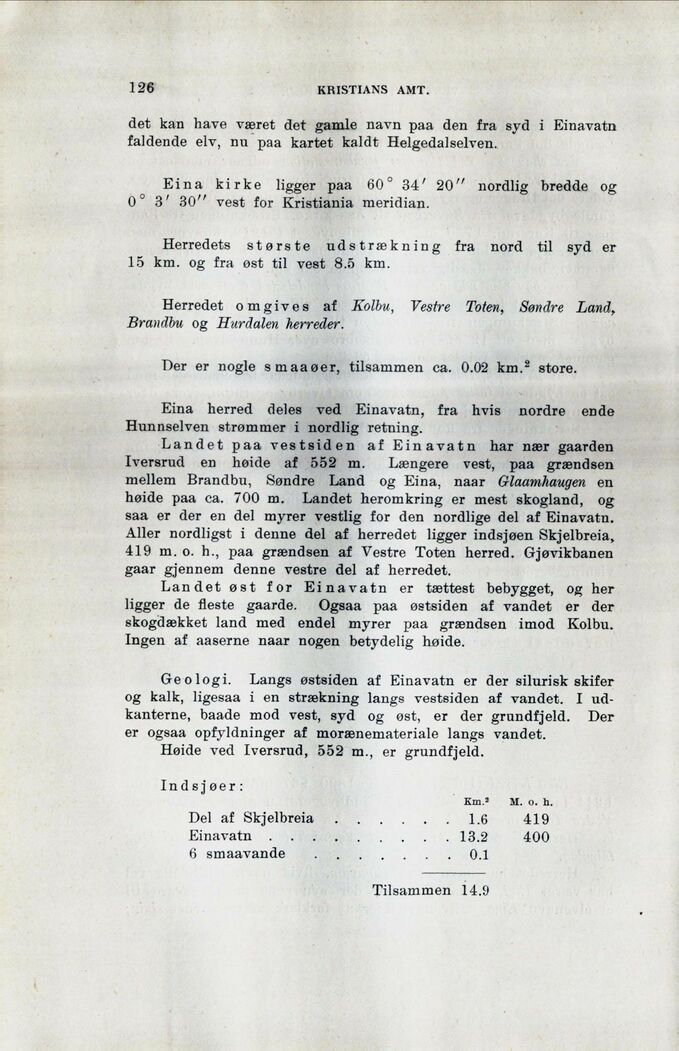 126
KRISTIANS AMT.
det kan have været det gamle navn paa den fra syd i Einavatn
faldende elv, nu paa kartet kaldt Helgedalselven.
Eina kirke ligger paa 60° 34′ 20″ nordlig bredde og
0° 3′ 30″ vest for Kristiania meridian.
Herredets største udstrækning fra nord til syd er
15 km. og fra øst til vest 8.5 km.
Herredet omgives af Kolbu, Vestre Toten, Søndre Land,
Brandbu og Hurdalen herreder.
Der er nogle smaaøer, tilsammen ca. 0.02 km.² store.
Eina herred deles ved Einavatn, fra hvis nordre ende
Hunnselven strømmer i nordlig retning.
Landet paa vestsiden af Einavatn har nær gaarden
Iversrud en høide af 552 m. Længere vest, paa grændsen
mellem Brandbu, Søndre Land og Eina, naar Glaamhaugen en
høide paa ca. 700 m. Landet heromkring er mest skogland, og
saa er der en del myrer vestlig for den nordlige del af Einavatn.
Aller nordligst i denne del af herredet ligger indsjøen Skjelbreia,
419 m. o. h., paa grændsen af Vestre Toten herred. Gjøvikbanen
gaar gjennem denne vestre del af herredet.
Landet øst for Einavatn er tættest bebygget, og her
ligger de fleste gaarde. Ogsaa paa østsiden af vandet er der
skogdækket land med endel myrer paa grændsen imod Kolbu.
Ingen af aaserne naar nogen betydelig høide.
Geologi. Langs østsiden af Einavatn er der silurisk skifer
og kalk, ligesaa i en strækning langs vestsiden af vandet. I ud-
kanterne, baade mod vest, syd og øst, er der grundfjeld. Der
er ogsaa opfyldninger af morænemateriale langs vandet.
Høide ved Iversrud, 552 m., er grundfjeld.
Indsjøer:
Km.² M. o. h.
Del af Skjelbreia . . . . . . 1.6 419
Einavatn . . . . . . . . . 13.2 400
6 smaavande . . . . . . . 0.1
Tilsammen 14.9